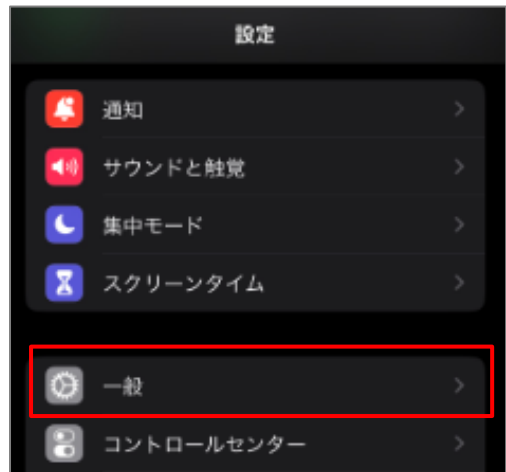 設定
通知
サウンドと触覚
集中モード
スクリーンタイム
一般
コントロールセンター